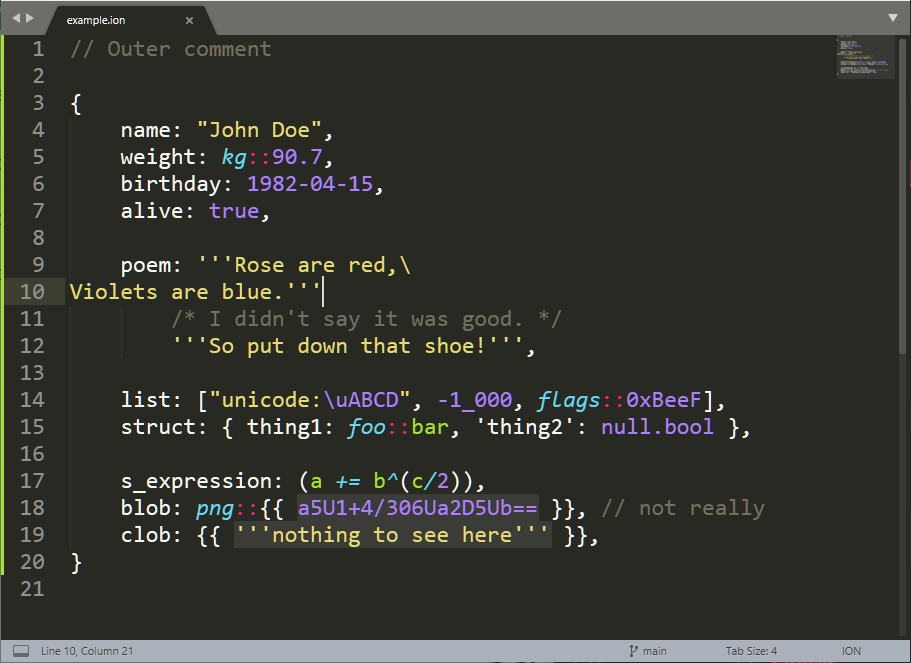 example.ion
1 // Outer comment
2
3 {
4     name: "John Doe",
5     weight: kg::90.7,
6     birthday: 1982-04-15,
7     alive: true,
8
9     poem: '''Rose are red,\
10 Violets are blue.'''
11         /* I didn't say it was good. */
12         '''So put down that shoe!''',
13
14     list: ["unicode:\uABCD", -1_000, flags::0xBeeF],
15     struct: { thing1: foo::bar, 'thing2': null.bool },
16
17     s_expression: (a += b^(c/2)),
18     blob: png::{{ a5U1+4/306Ua2D5Ub== }}, // not really
19     clob: {{ '''nothing to see here''' }},
20 }
21
Line 10, Column 21 main Tab Size: 4 ION